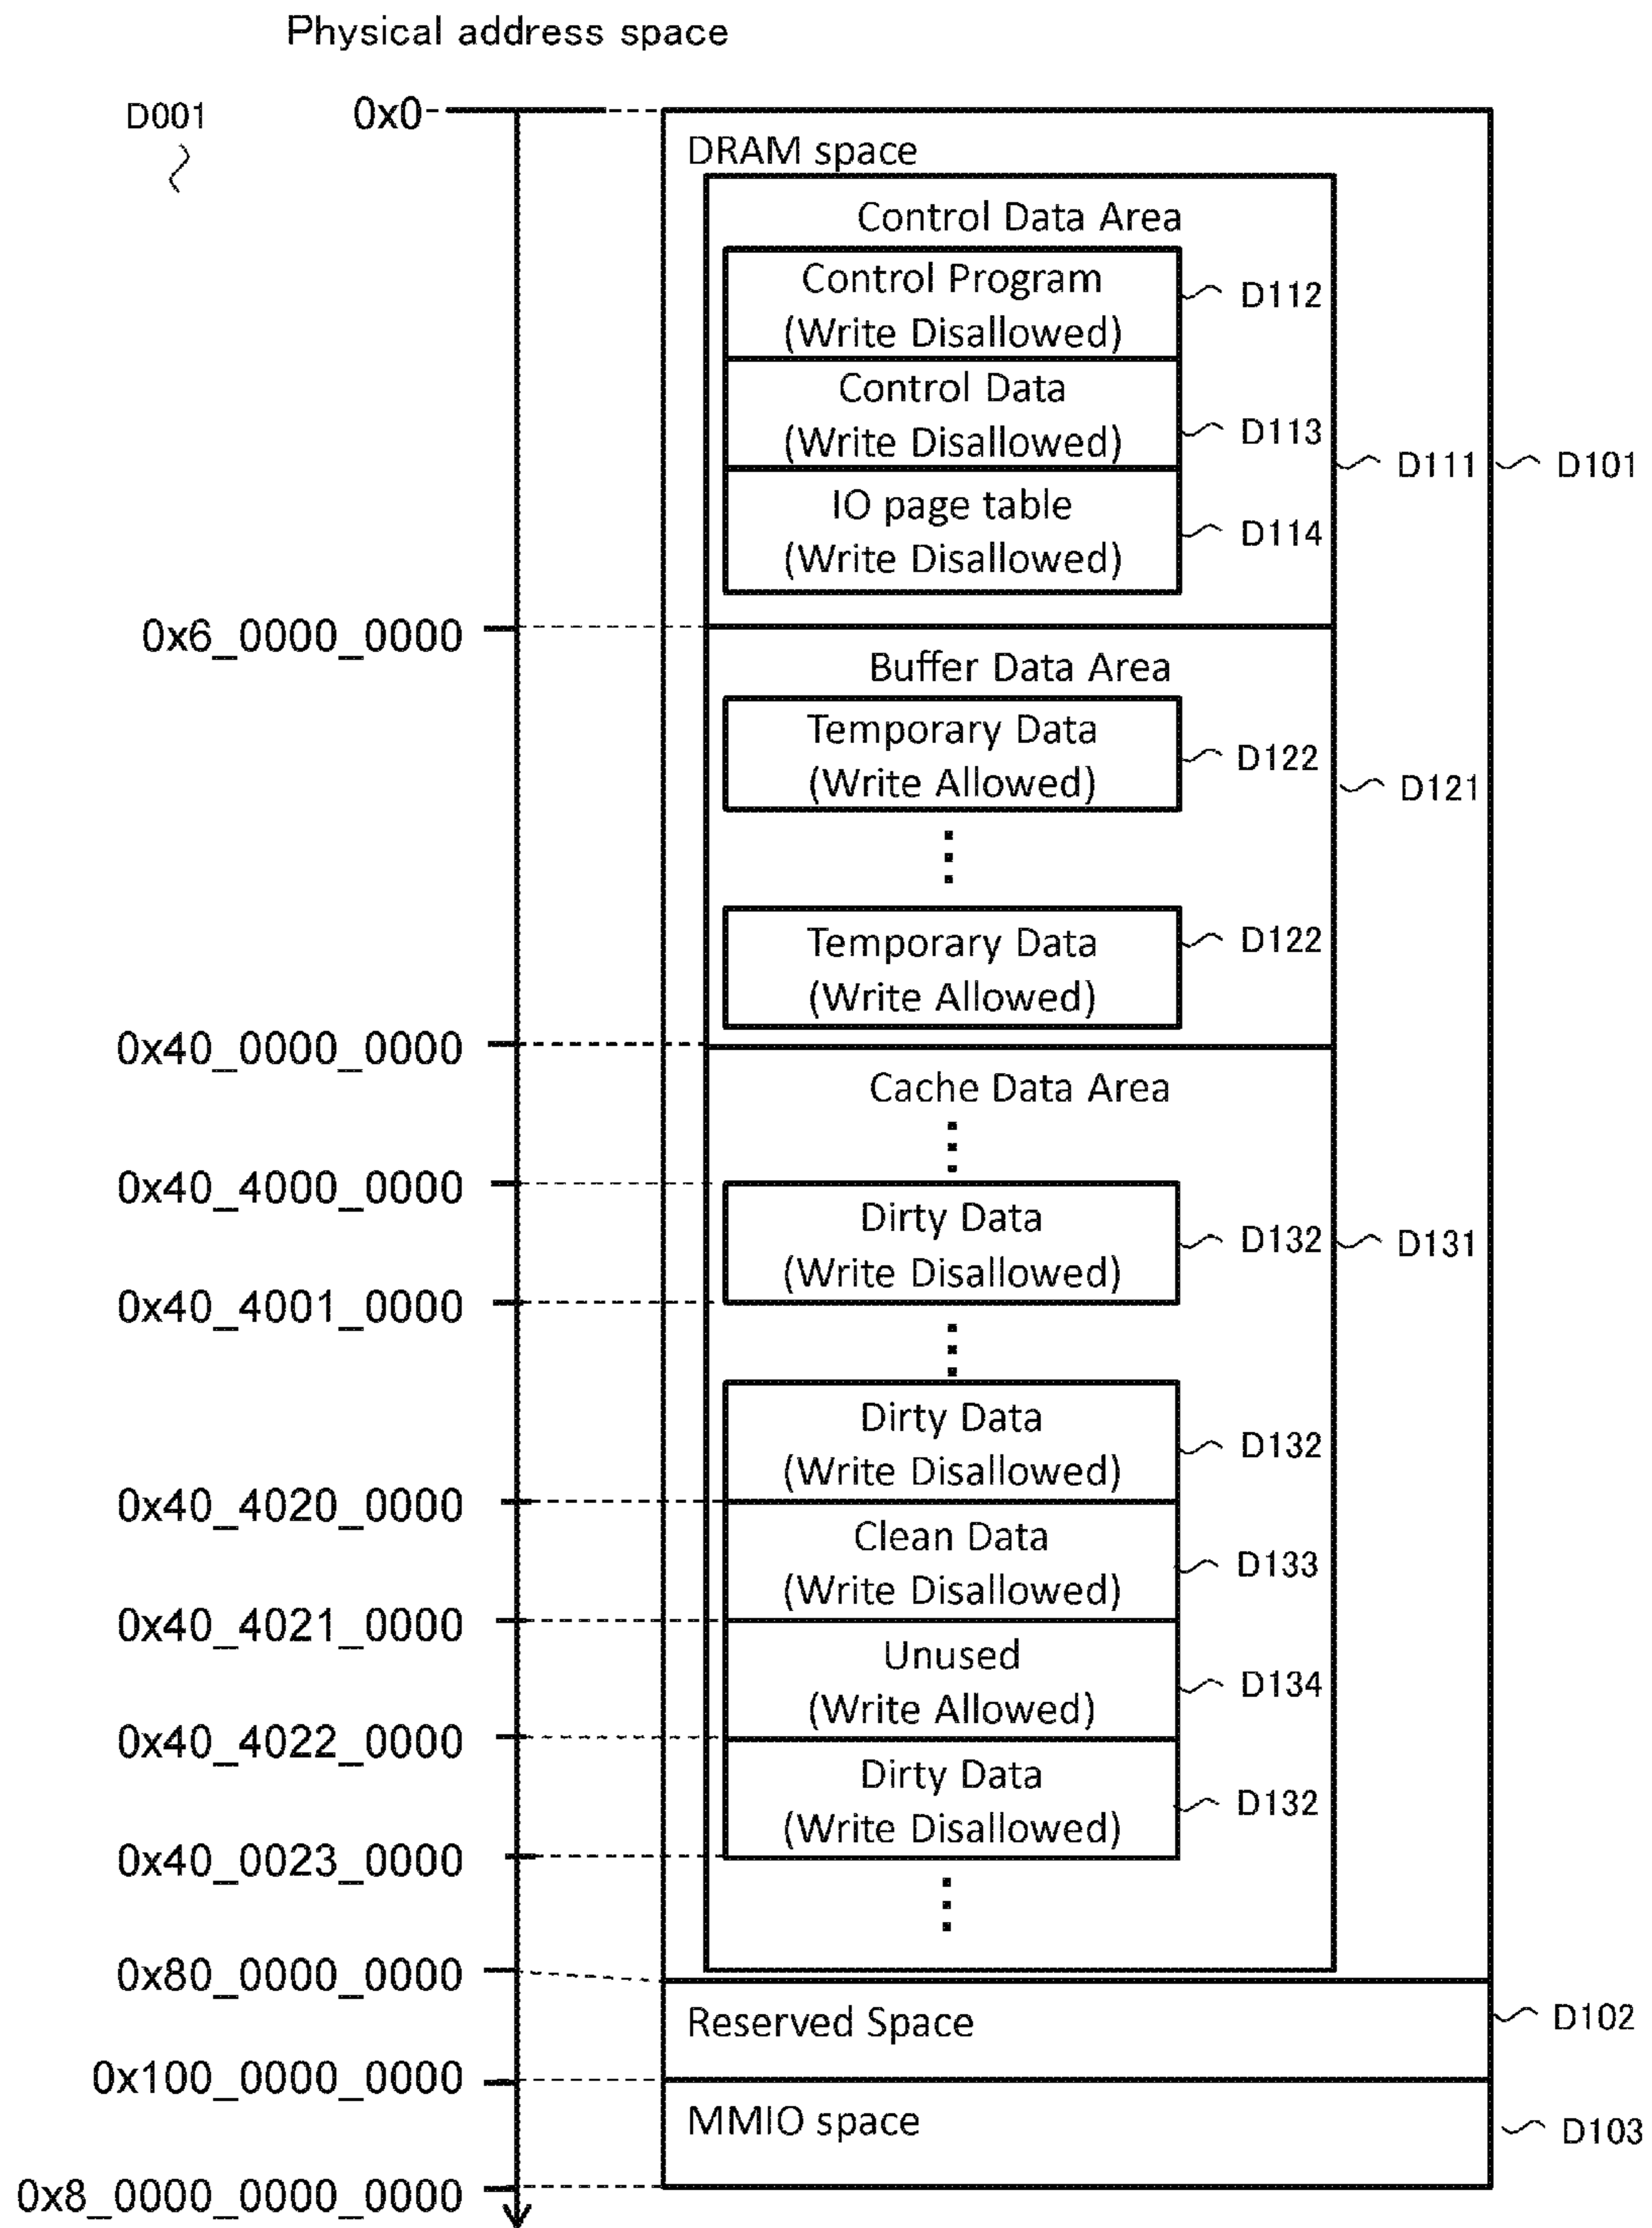 Physical address space
D001
0x0
DRAM space
Control Data Area
Control Program
(Write Disallowed)
D112
Control Data
(Write Disallowed)
D113
D111
D101
IO page table
(Write Disallowed)
D114
0x6_0000_0000
Buffer Data Area
Temporary Data
(Write Allowed)
D122
D121
Temporary Data
(Write Allowed)
D122
0x40_0000_0000
Cache Data Area
0x40_4000_0000
Dirty Data
(Write Disallowed)
D132
D131
0x40_4001_0000
Dirty Data
(Write Disallowed)
D132
0x40_4020_0000
Clean Data
(Write Disallowed)
D133
0x40_4021_0000
Unused
(Write Allowed)
D134
0x40_4022_0000
Dirty Data
(Write Disallowed)
D132
0x40_0023_0000
0x80_0000_0000
Reserved Space
D102
0x100_0000_0000
MMIO space
D103
0x8_0000_0000_0000